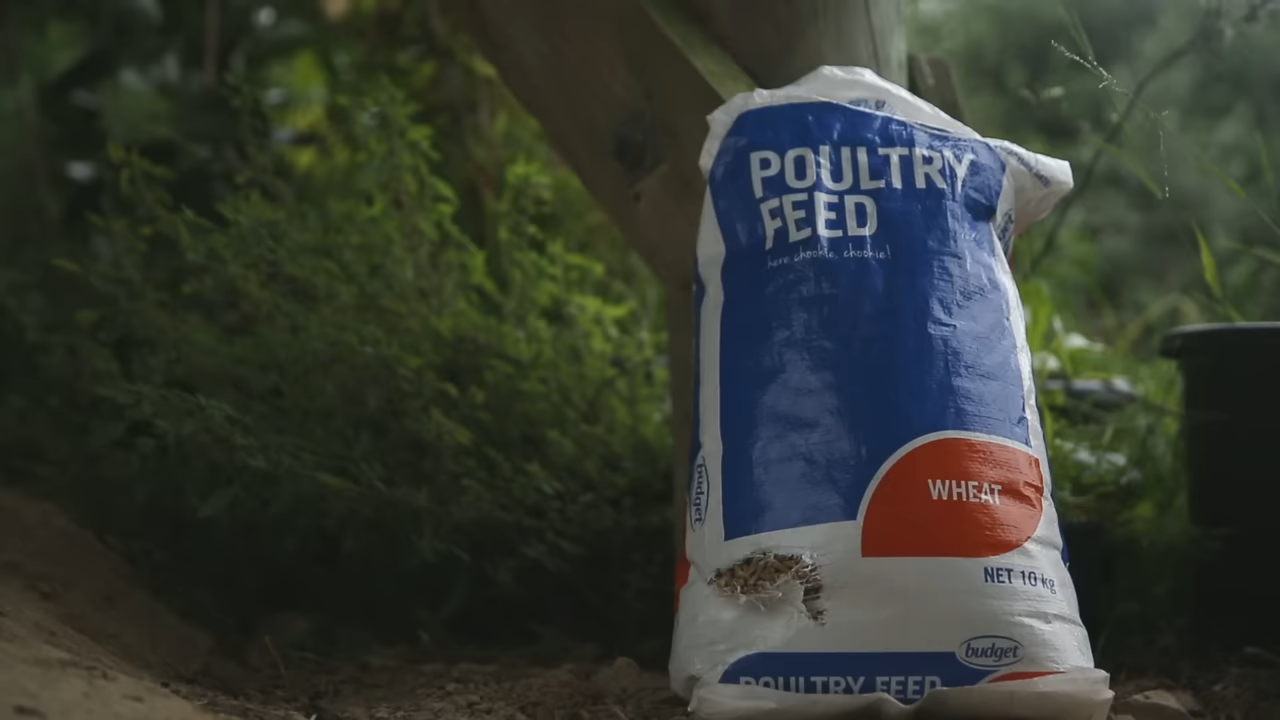 POULTRY
FEED
here chookie, chookie!
budget
WHEAT
NET 10 kg
budget
POULTRY FEED